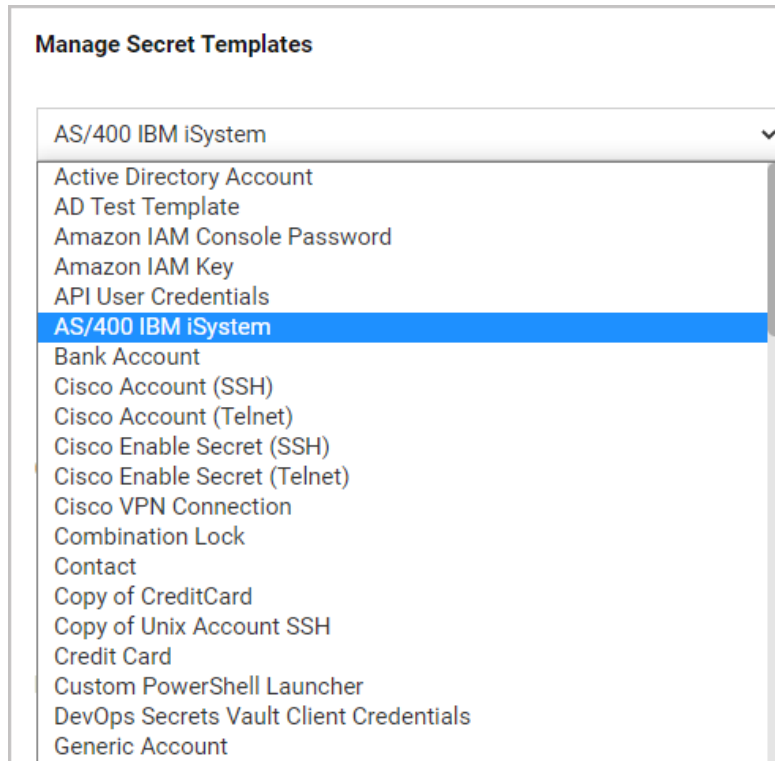 Manage Secret Templates
AS/400 IBM iSystem
Active Directory Account
AD Test Template
Amazon IAM Console Password
Amazon IAM Key
API User Credentials
AS/400 IBM iSystem
Bank Account
Cisco Account (SSH)
Cisco Account (Telnet)
Cisco Enable Secret (SSH)
Cisco Enable Secret (Telnet)
Cisco VPN Connection
Combination Lock
Contact
Copy of CreditCard
Copy of Unix Account SSH
Credit Card
Custom PowerShell Launcher
DevOps Secrets Vault Client Credentials
Generic Account